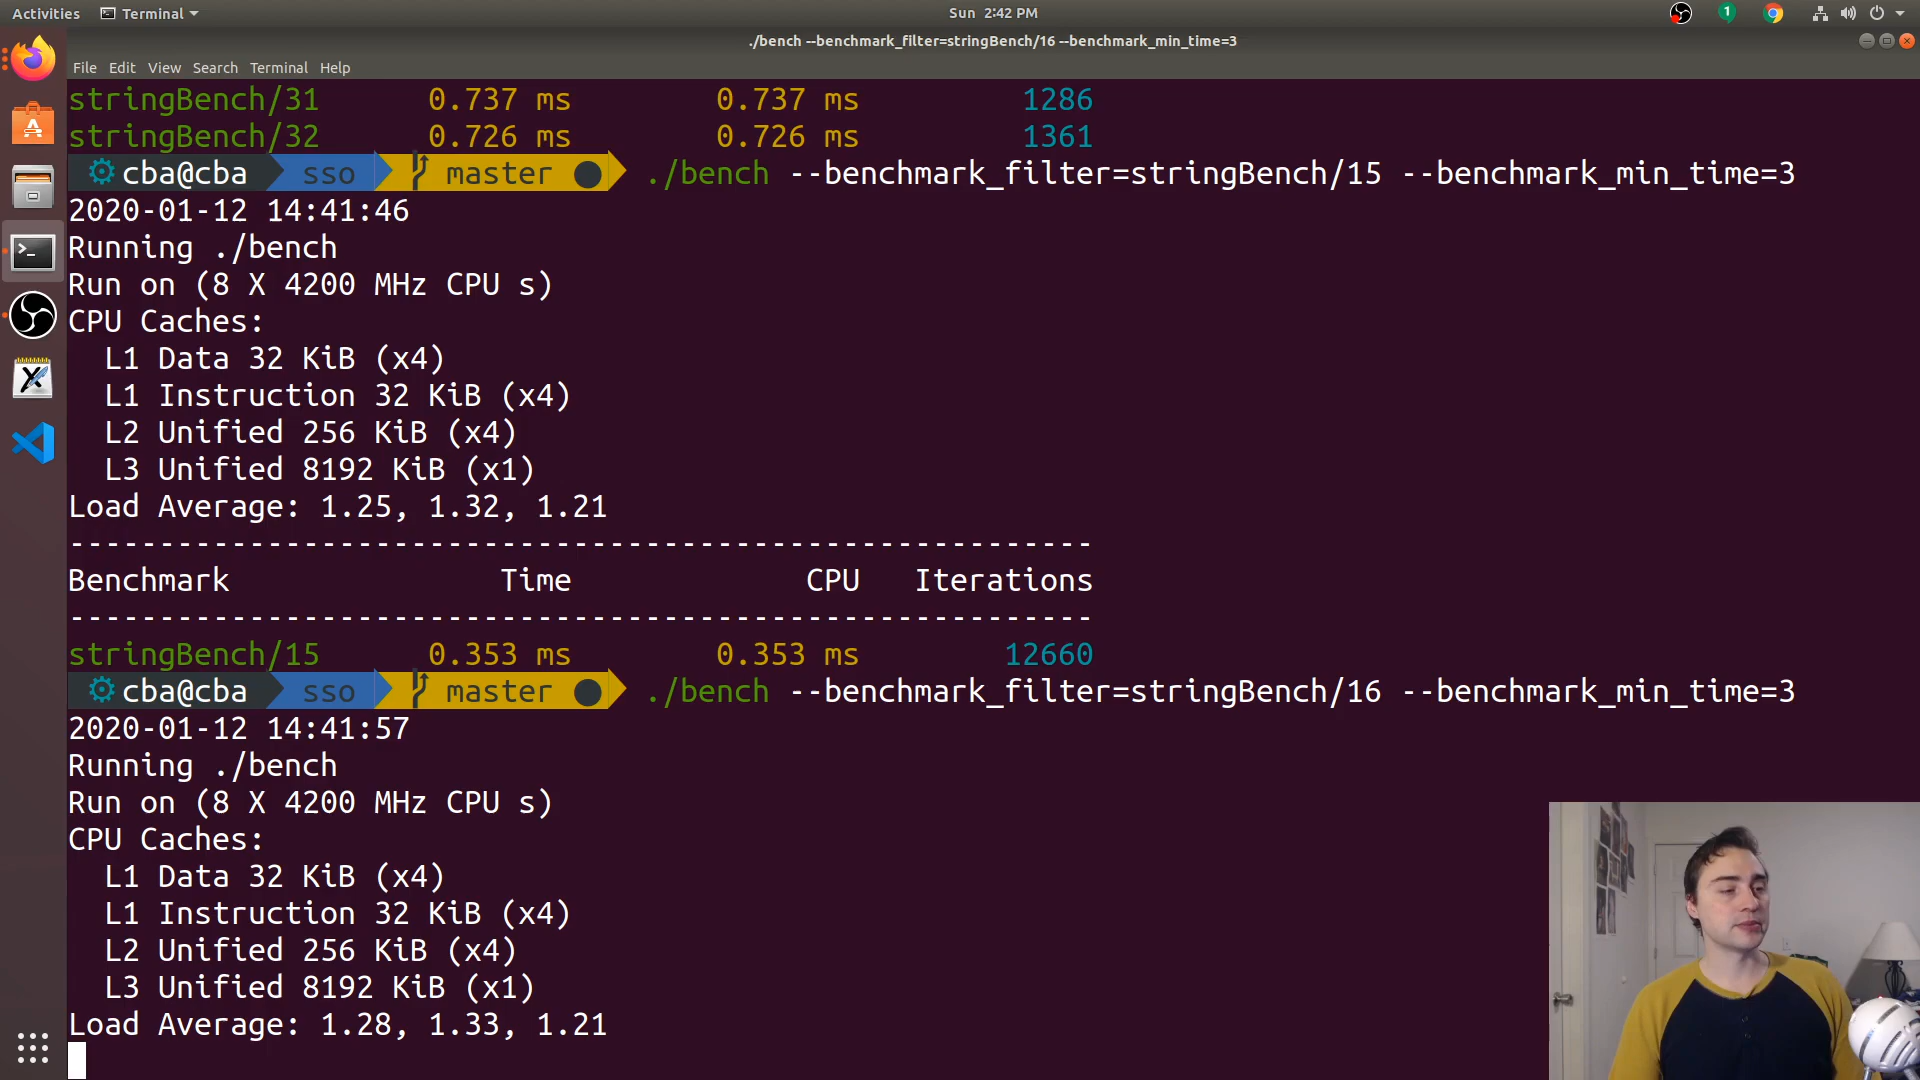 Activities Terminal Sun 2:42 PM 1
./bench --benchmark_filter=stringBench/16 --benchmark_min_time=3
File Edit View Search Terminal Help
stringBench/31 0.737 ms 0.737 ms 1286
stringBench/32 0.726 ms 0.726 ms 1361
cba@cba sso master ./bench --benchmark_filter=stringBench/15 --benchmark_min_time=3
2020-01-12 14:41:46
Running ./bench
Run on (8 X 4200 MHz CPU s)
CPU Caches:
L1 Data 32 KiB (x4)
L1 Instruction 32 KiB (x4)
L2 Unified 256 KiB (x4)
L3 Unified 8192 KiB (x1)
Load Average: 1.25, 1.32, 1.21
---------------------------------------------------------
Benchmark Time CPU Iterations
---------------------------------------------------------
stringBench/15 0.353 ms 0.353 ms 12660
cba@cba sso master ./bench --benchmark_filter=stringBench/16 --benchmark_min_time=3
2020-01-12 14:41:57
Running ./bench
Run on (8 X 4200 MHz CPU s)
CPU Caches:
L1 Data 32 KiB (x4)
L1 Instruction 32 KiB (x4)
L2 Unified 256 KiB (x4)
L3 Unified 8192 KiB (x1)
Load Average: 1.28, 1.33, 1.21